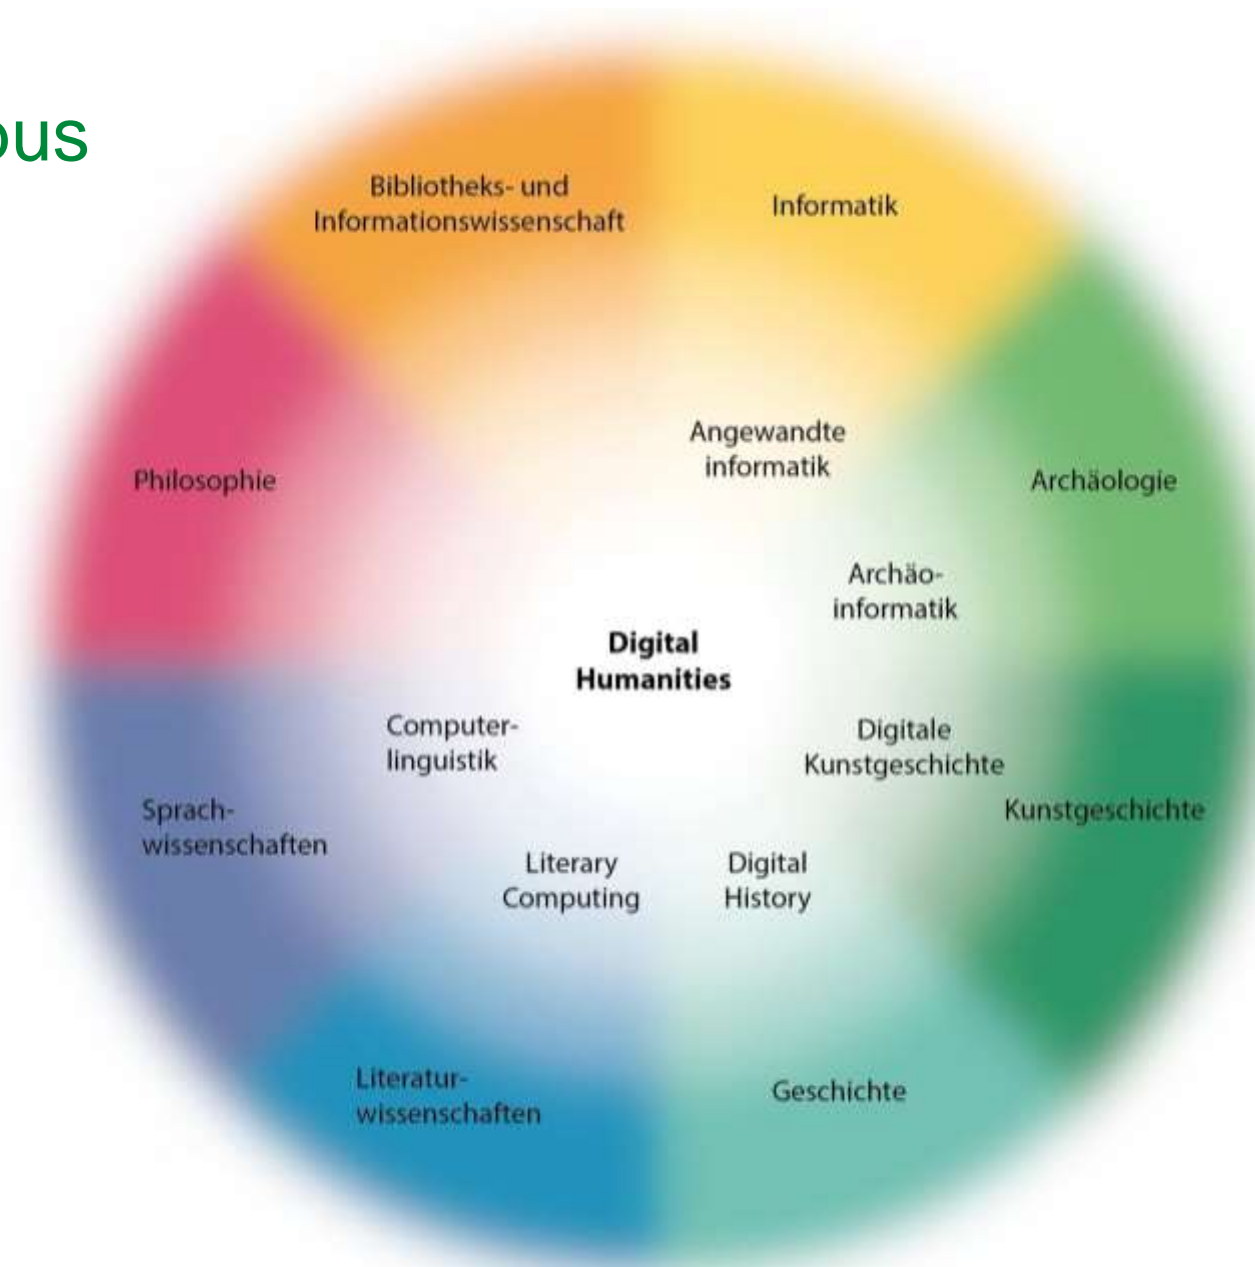 ous
Bibliotheks- und
Informationswissenschaft
Informatik
Angewandte
informatik
Philosophie
Archäologie
Archäo-
informatik
Digital
Humanities
Computer-
linguistik
Digitale
Kunstgeschichte
Sprach-
wissenschaften
Kunstgeschichte
Literary
Computing
Digital
History
Literatur-
wissenschaften
Geschichte